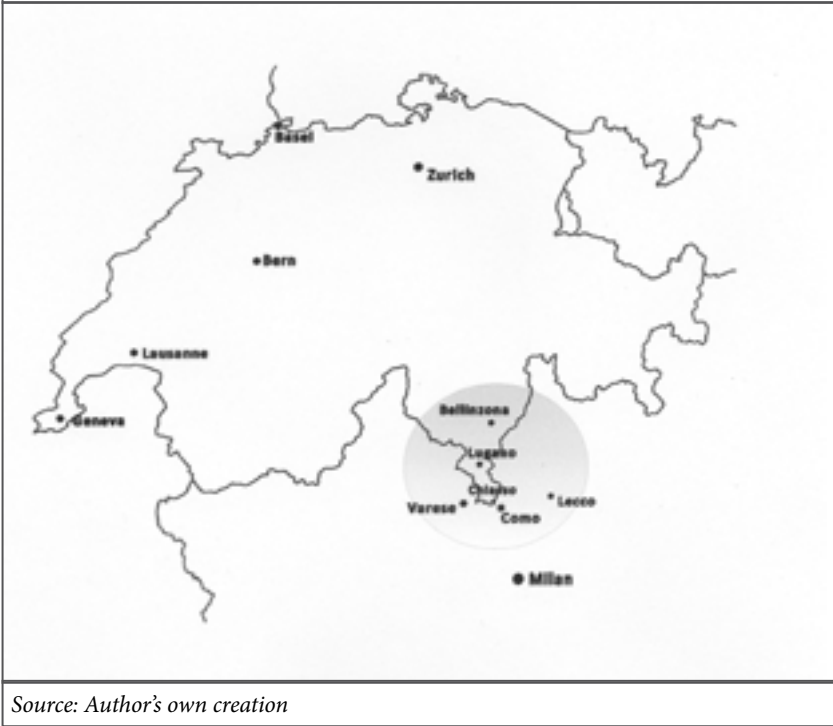 Basel
Zurich
Bern
Lausanne
Geneva
Bellinzona
Lugano
Chiasso
Varese
Lecco
Como
Milan
Source: Author's own creation